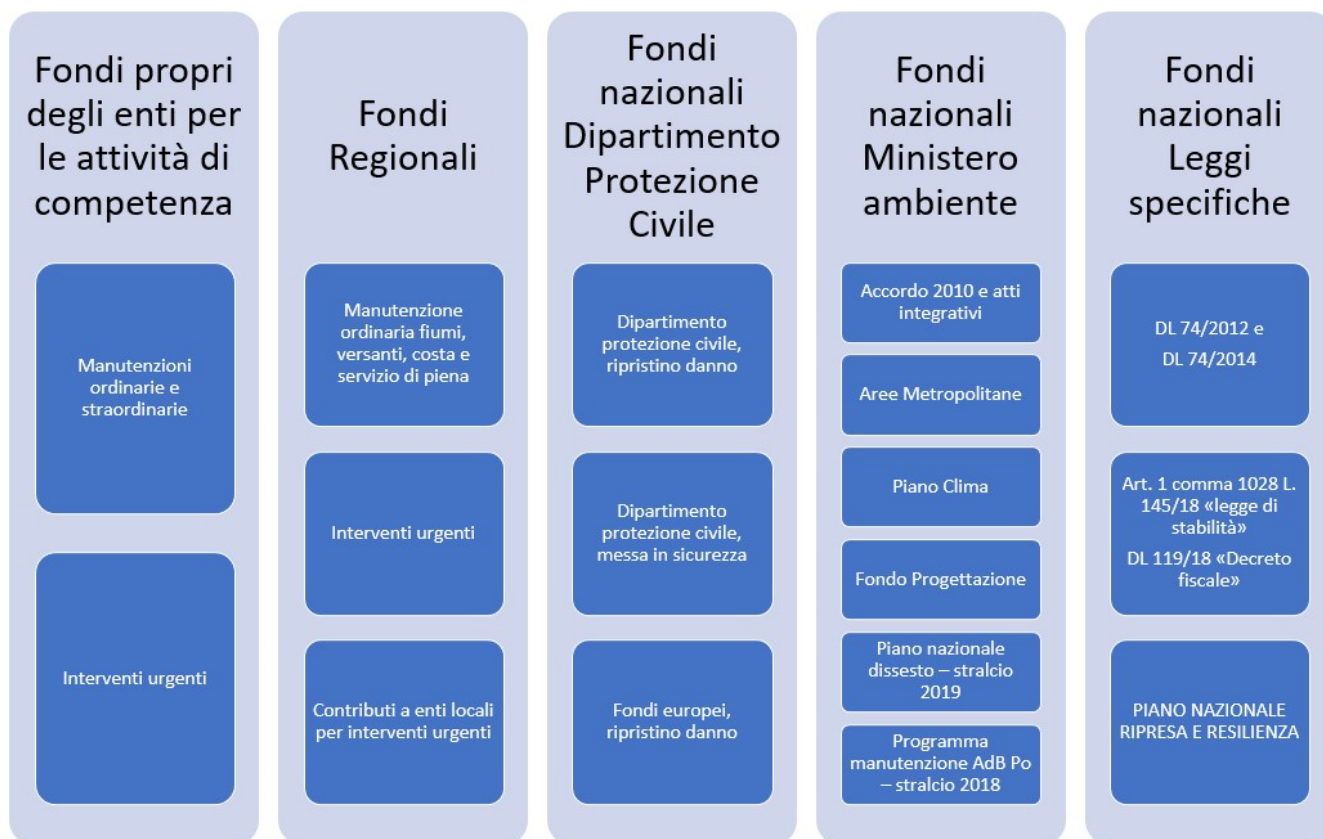 Fondi propri
degli enti per
le attività di
competenza
Manutenzioni
ordinarie e
straordinarie
Interventi urgenti
Fondi
Regionali
Manutenzione
ordinaria fiumi,
versanti, costa e
servizio di piena
Interventi urgenti
Contributi a enti locali
per interventi urgenti
Fondi
nazionali
Dipartimento
Protezione
Civile
Dipartimento
protezione civile,
ripristino danno
Dipartimento
protezione civile,
messa in sicurezza
Fondi europei,
ripristino danno
Fondi
nazionali
Ministero
ambiente
Accordo 2010 e atti
integrativi
Aree Metropolitane
Piano Clima
Fondo Progettazione
Piano nazionale
dissesto – stralcio
2019
Programma
manutenzione AdB Po
– stralcio 2018
Fondi
nazionali
Leggi
specifiche
DL 74/2012 e
DL 74/2014
Art. 1 comma 1028 L.
145/18 «legge di
stabilità»
DL 119/18 «Decreto
fiscale»
PIANO NAZIONALE
RIPRESA E RESILIENZA